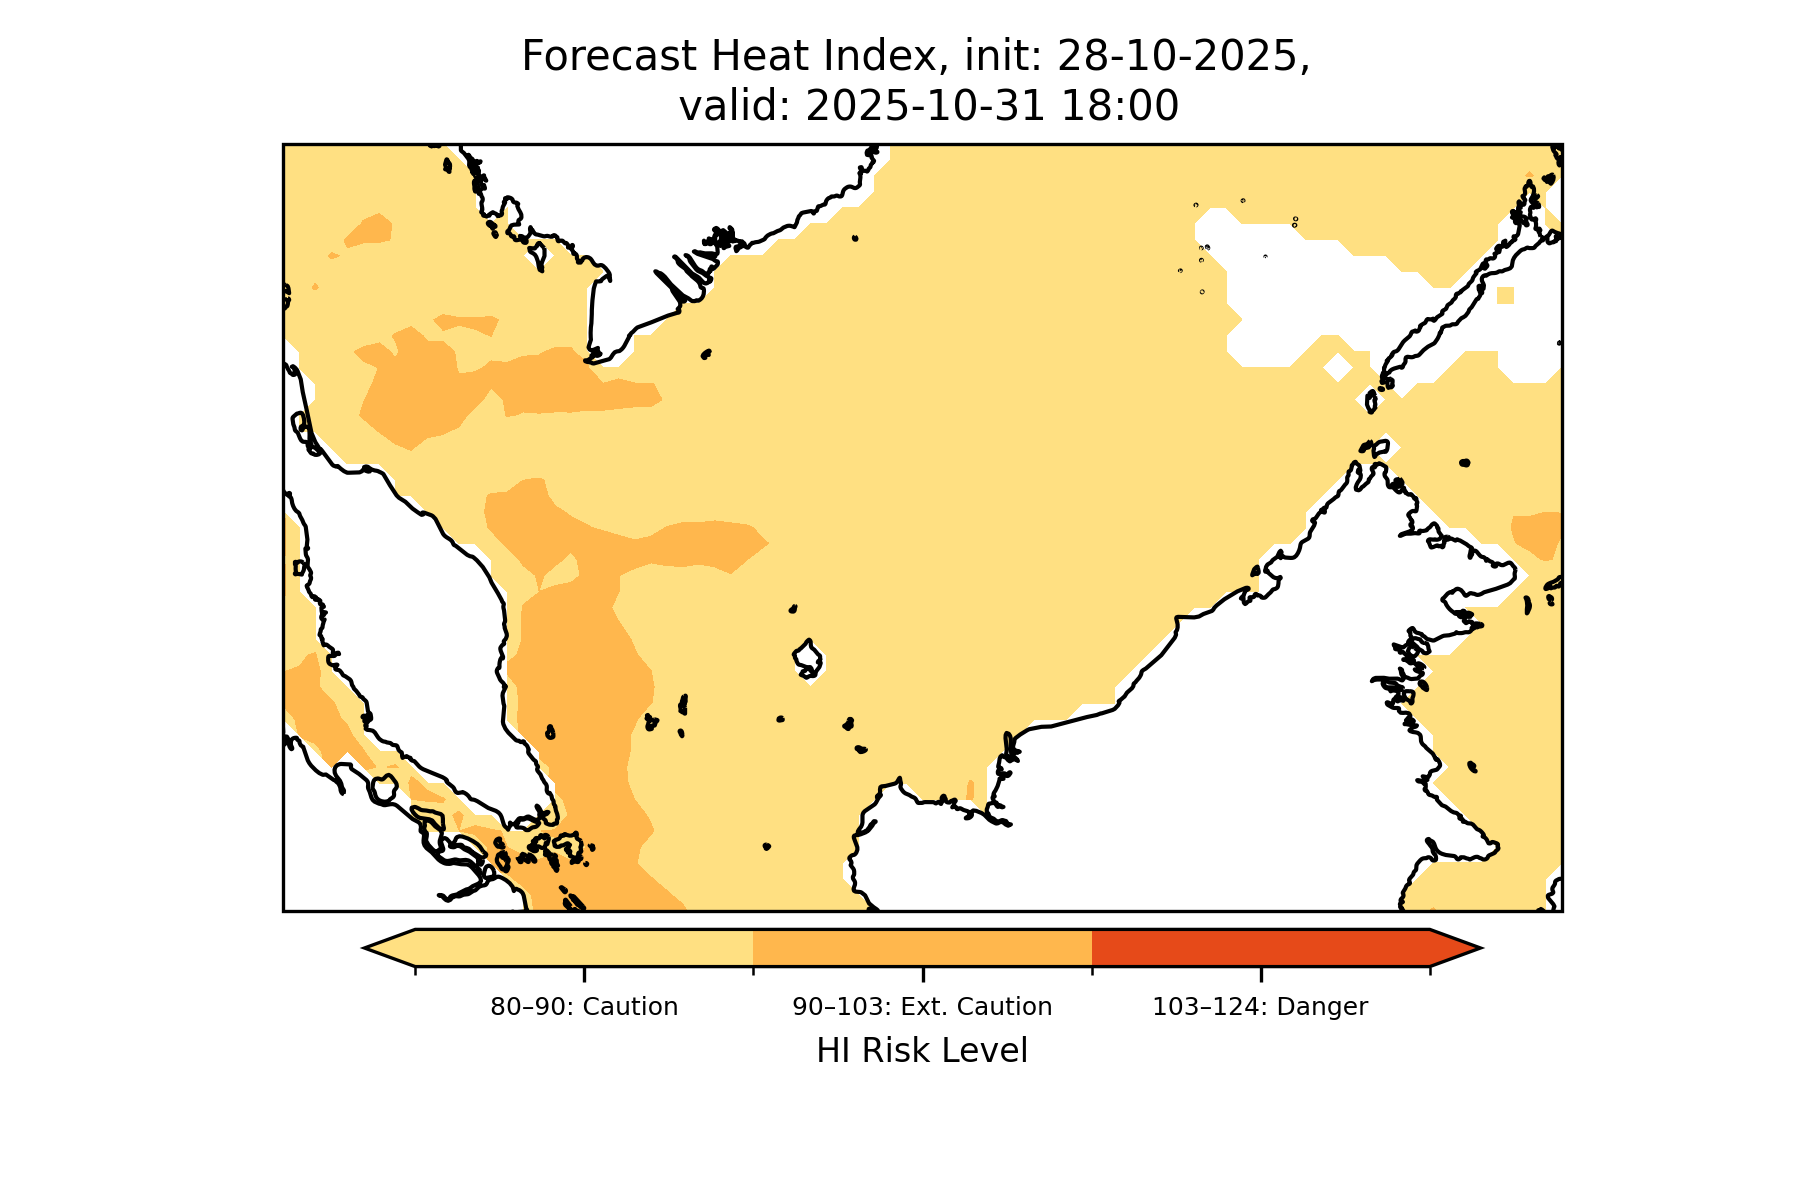 Forecast Heat Index, init: 28-10-2025,
valid: 2025-10-31 18:00
80–90: Caution
90–103: Ext. Caution
103–124: Danger
HI Risk Level